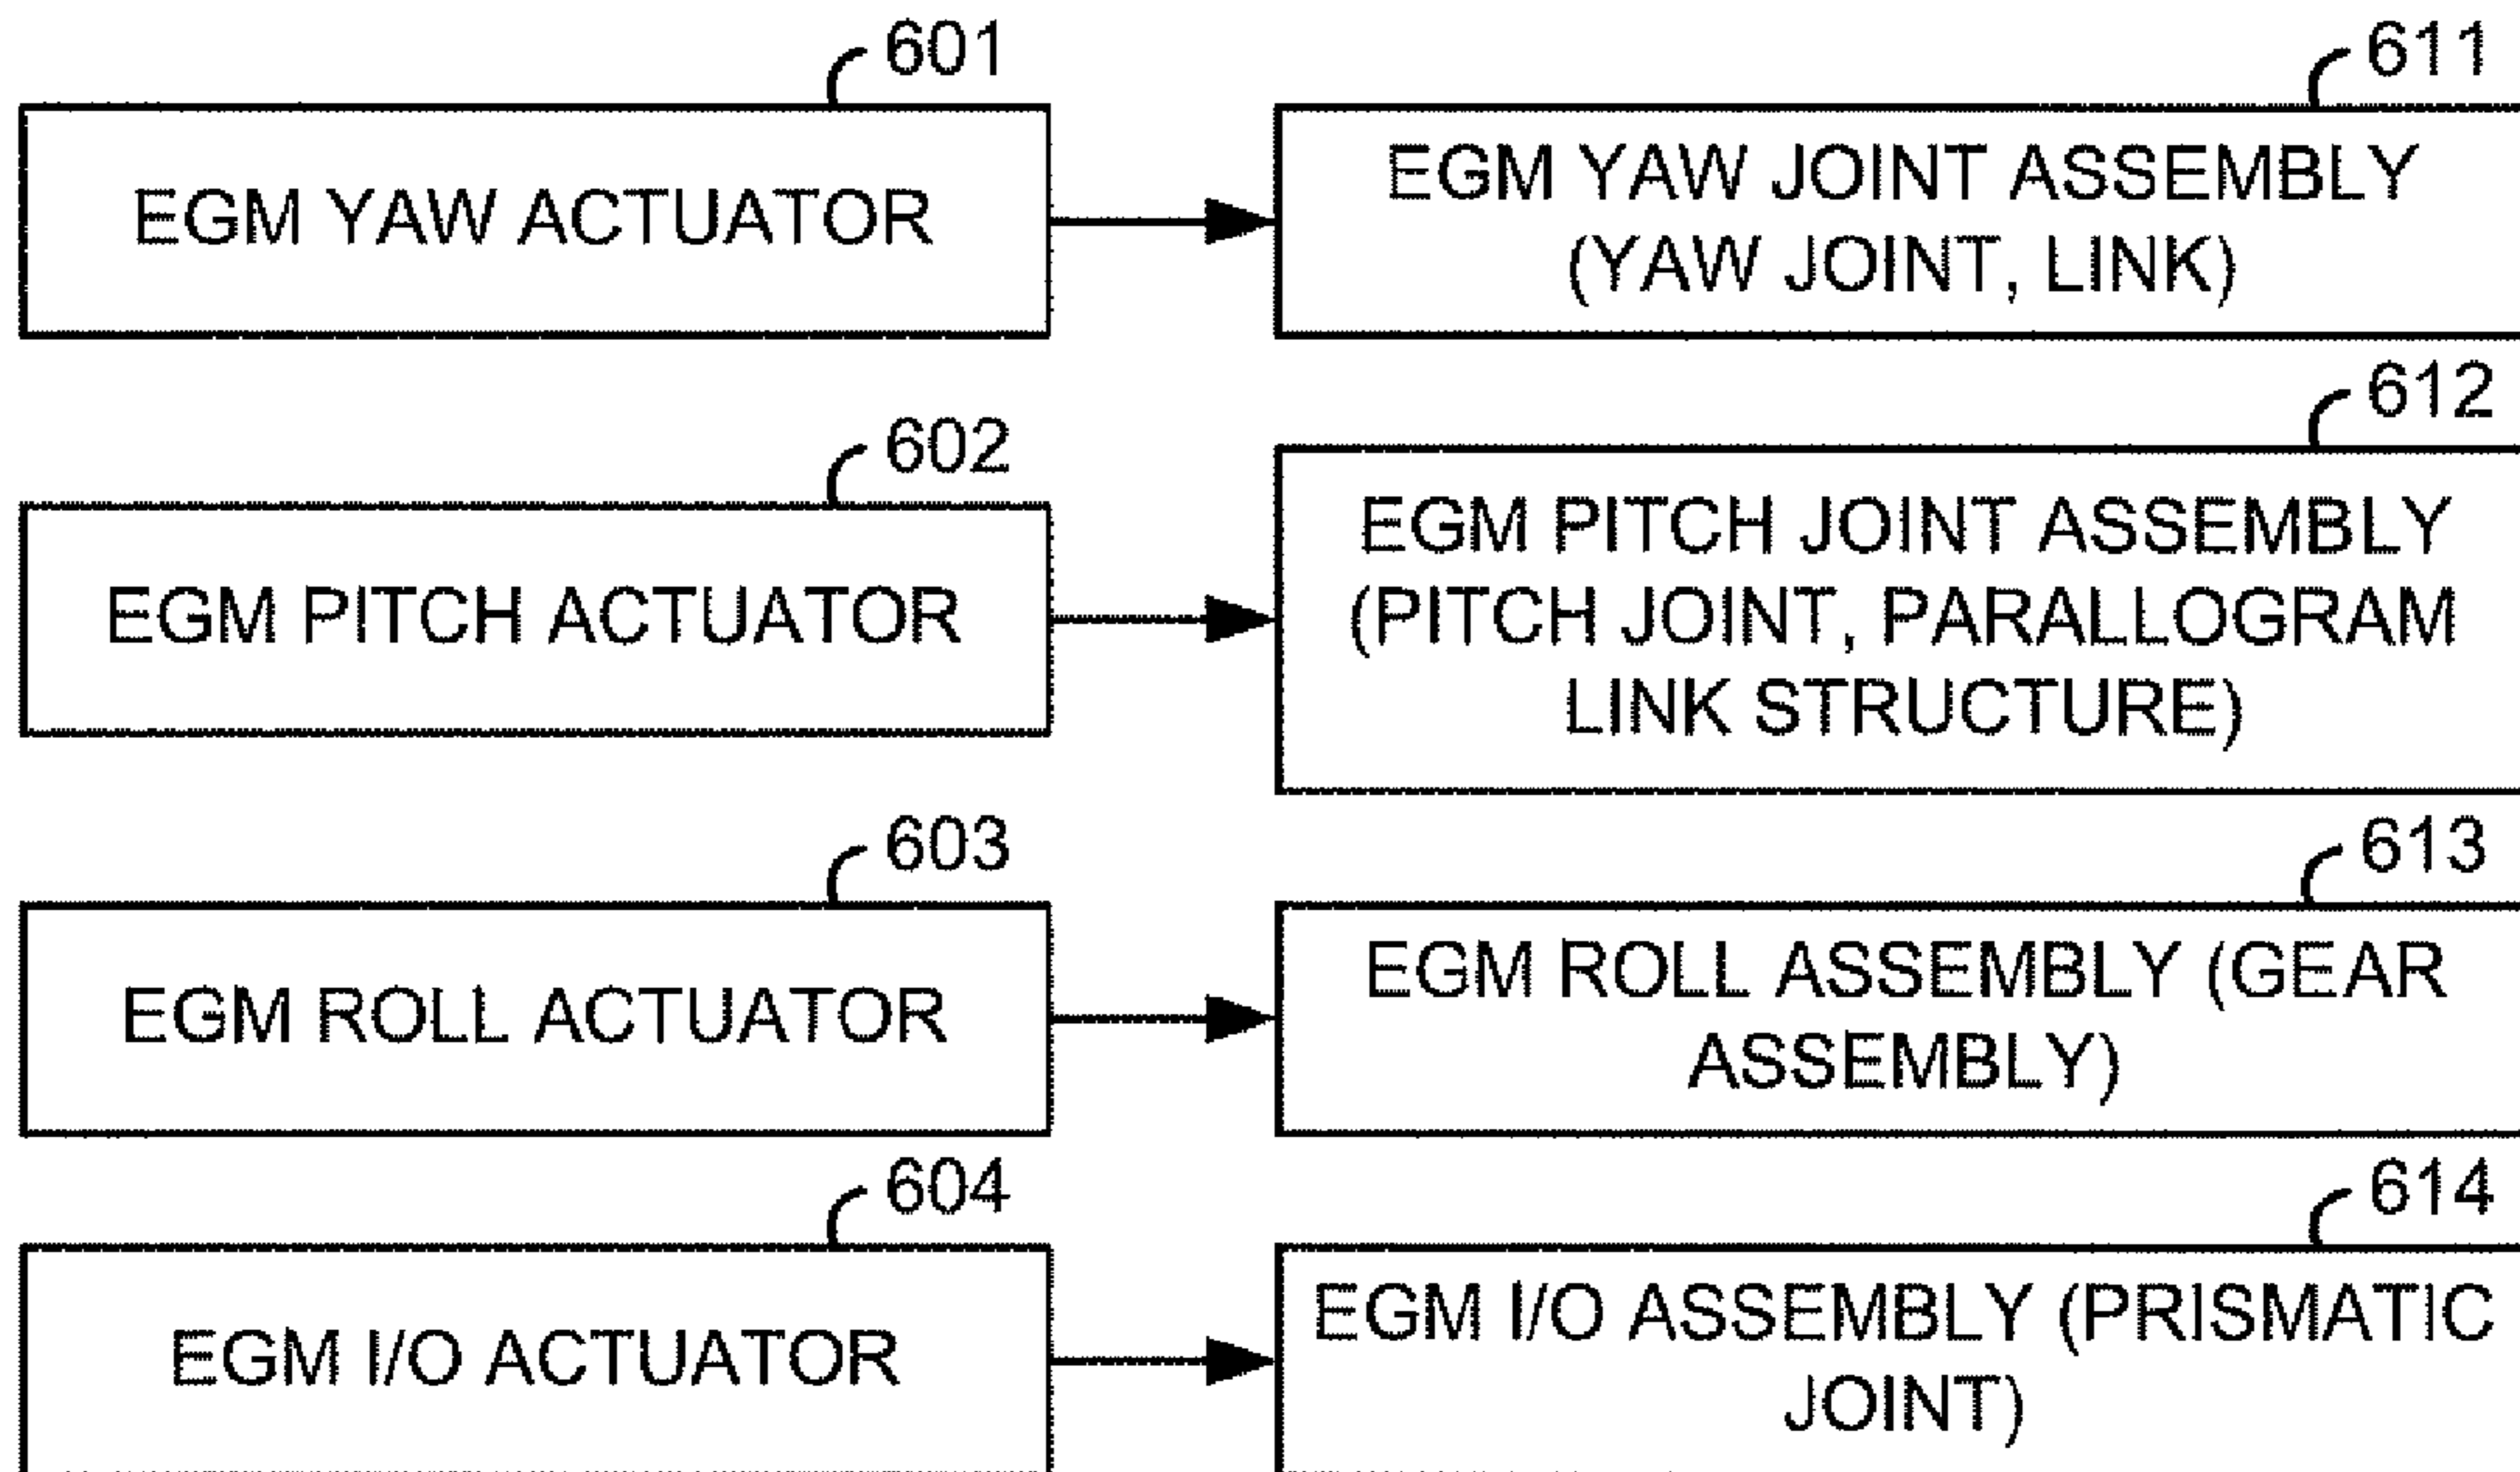 601
611
EGM YAW ACTUATOR
EGM YAW JOINT ASSEMBLY
(YAW JOINT, LINK)
602
612
EGM PITCH ACTUATOR
EGM PITCH JOINT ASSEMBLY
(PITCH JOINT, PARALLOGRAM
LINK STRUCTURE)
603
613
EGM ROLL ACTUATOR
EGM ROLL ASSEMBLY (GEAR
ASSEMBLY)
604
614
EGM I/O ACTUATOR
EGM I/O ASSEMBLY (PRISMATIC
JOINT)